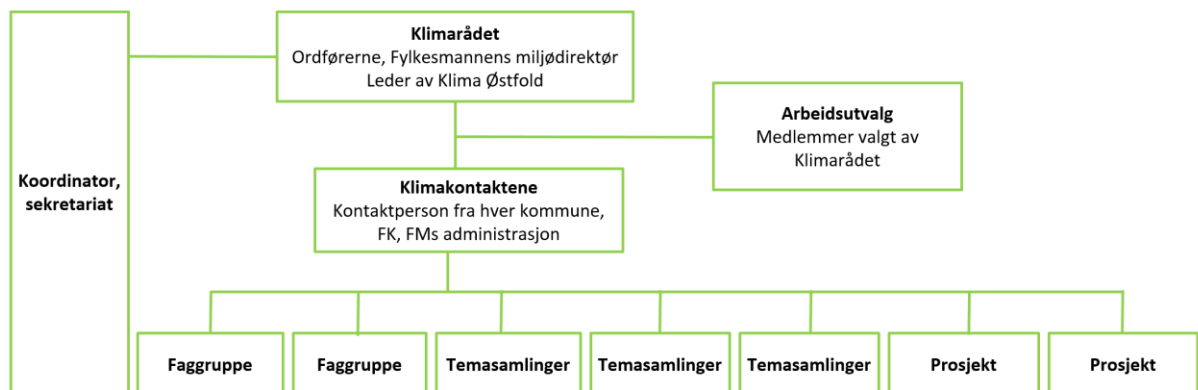 Klimarådet
Ordførerne, Fylkesmannens miljødirektør
Leder av Klima Østfold
Arbeidsutvalg
Medlemmer valgt av
Klimarådet
Koordinator,
sekretariat
Klimakontaktene
Kontaktperson fra hver kommune,
FK, FMs administrasjon
Faggruppe
Faggruppe
Temasamlinger
Temasamlinger
Temasamlinger
Prosjekt
Prosjekt